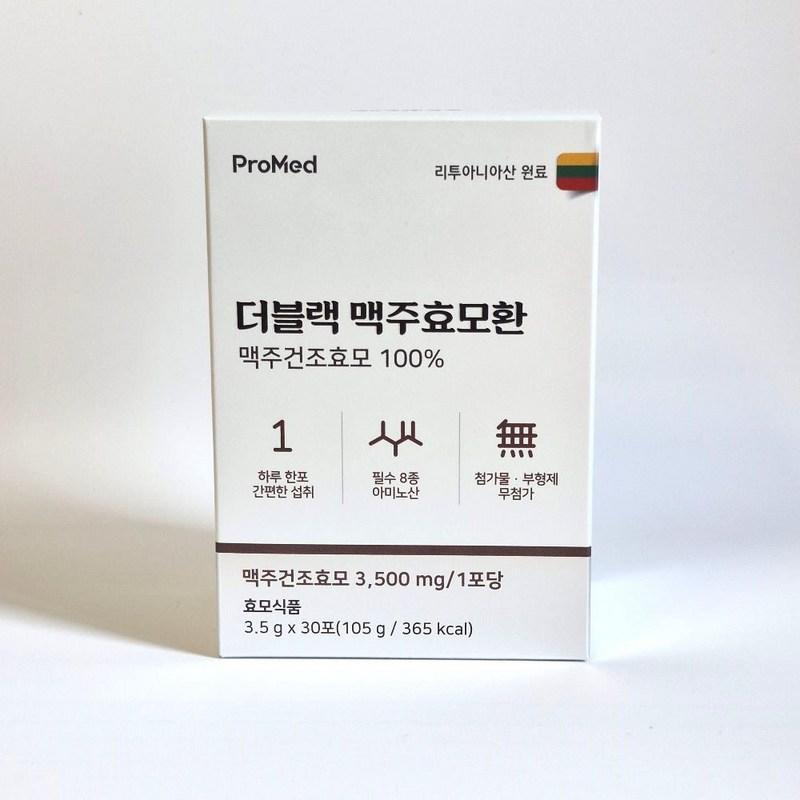 ProMed
리투아니아산 원료
더블랙 맥주효모환
맥주건조효모 100%
1
하루 한포
간편한 섭취
필수 8종
아미노산
無
첨가물 · 부형제
무첨가
맥주건조효모 3,500 mg/1포당
효모식품
3.5 g x 30포(105 g / 365 kcal)